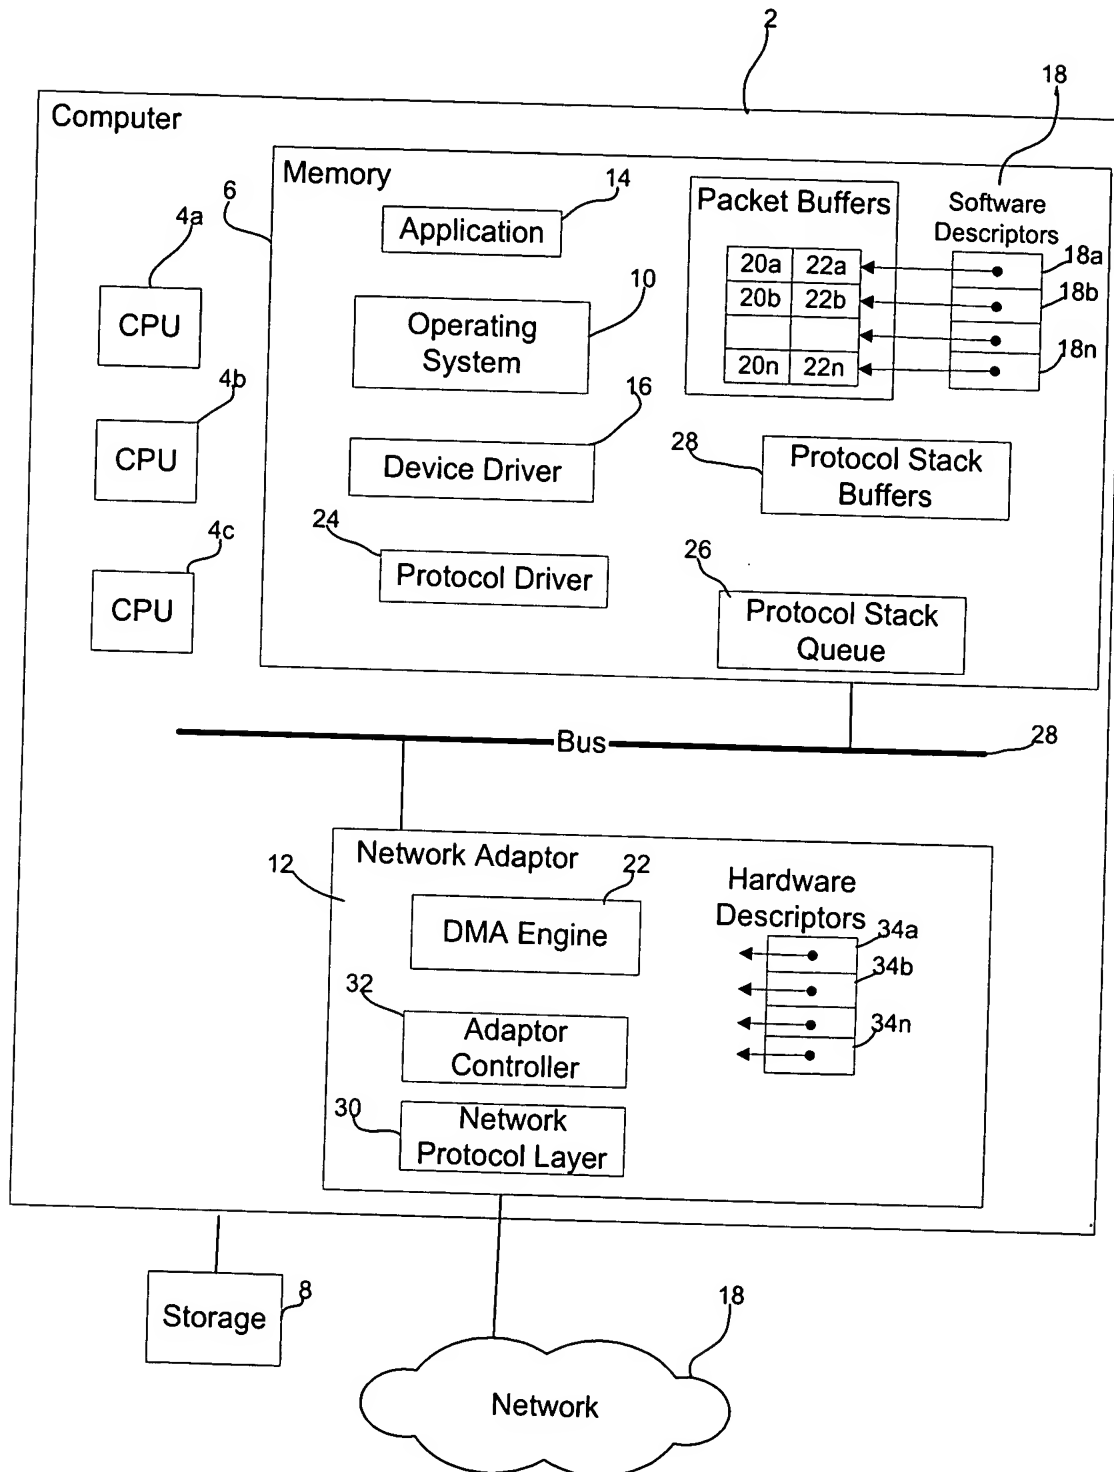 2
18
Computer
Memory
6
14
Application
Packet Buffers
Software
Descriptors
4a
CPU
10
Operating
System
20a 22a
20b 22b
20n 22n
18a
18b
18n
4b
CPU
16
Device Driver
28
Protocol Stack
Buffers
4c
CPU
24
Protocol Driver
26
Protocol Stack
Queue
Bus
28
12
Network Adaptor
22
DMA Engine
Hardware
Descriptors
34a
34b
34n
32
Adaptor
Controller
30
Network
Protocol Layer
Storage
8
18
Network